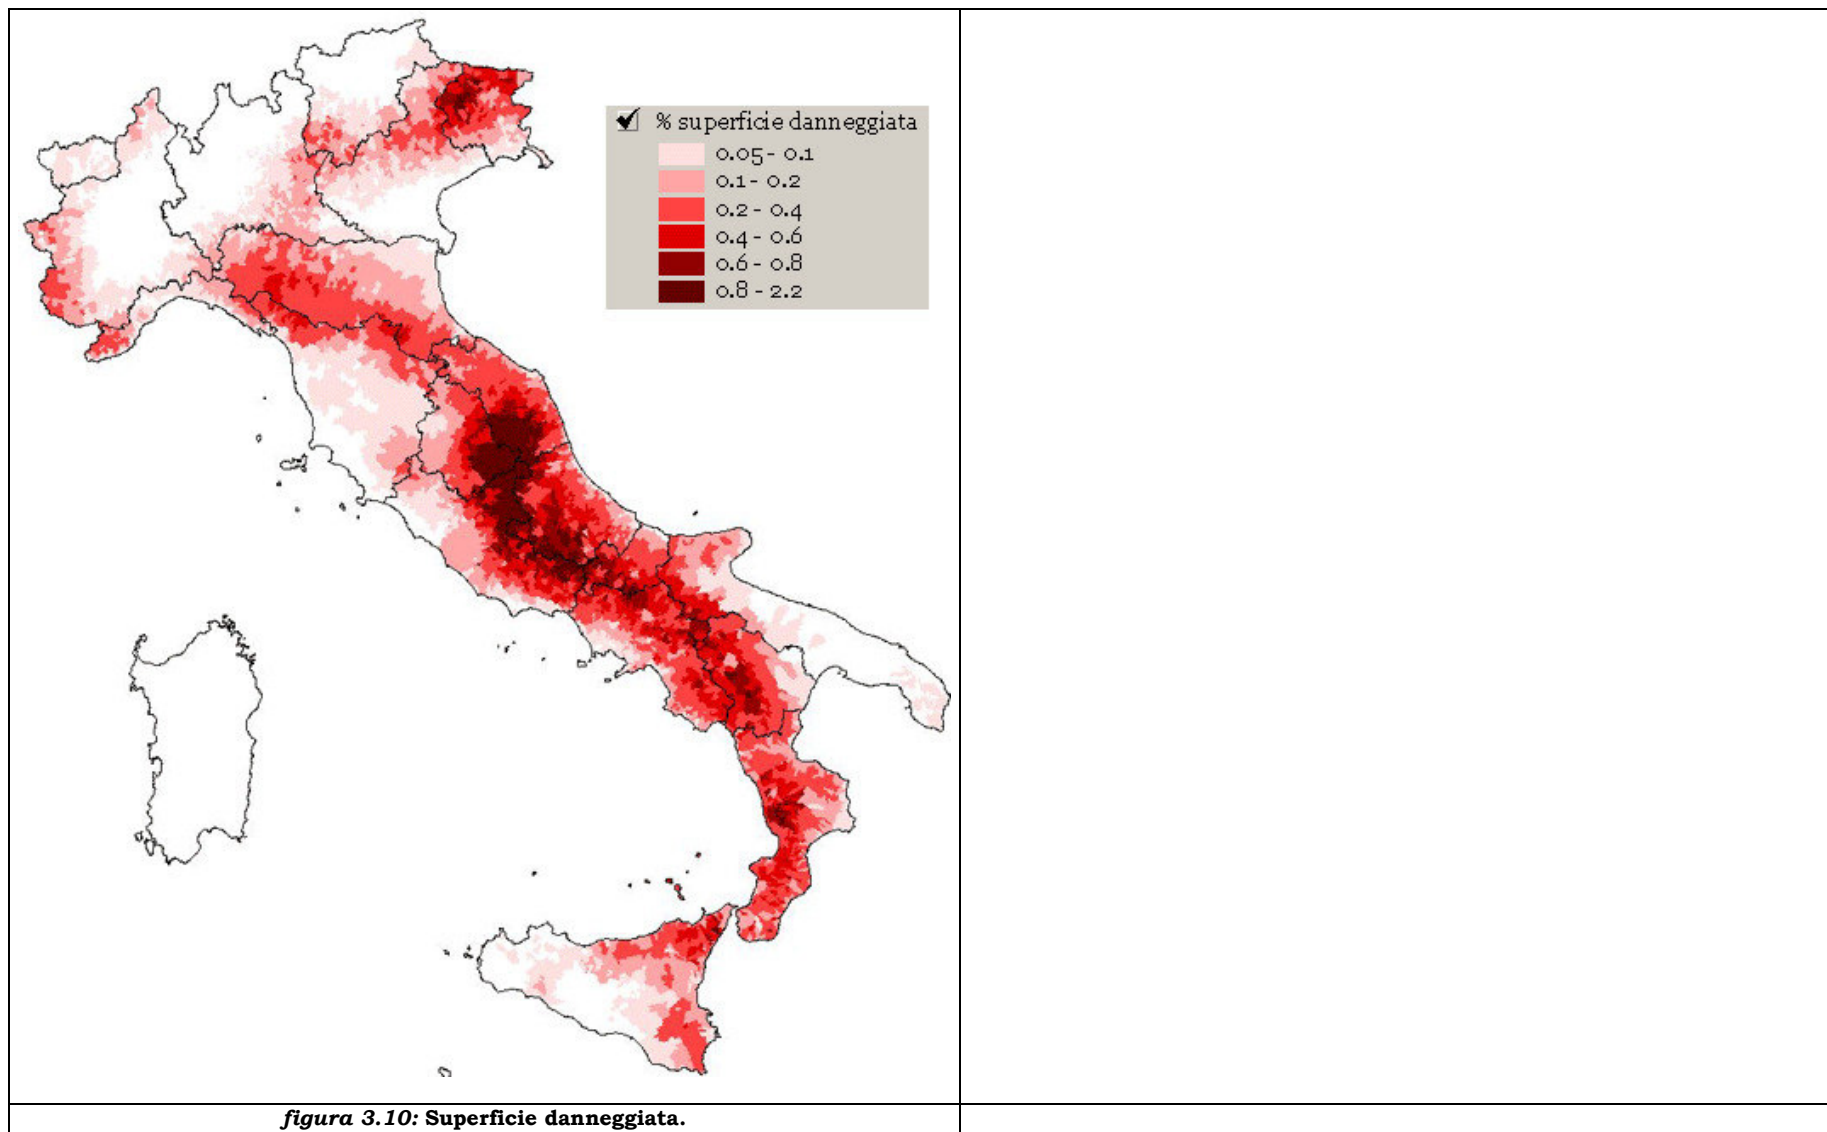 % superficie danneggiata
0.05 - 0.1
0.1 - 0.2
0.2 - 0.4
0.4 - 0.6
0.6 - 0.8
0.8 - 2.2
figura 3.10: Superficie danneggiata.